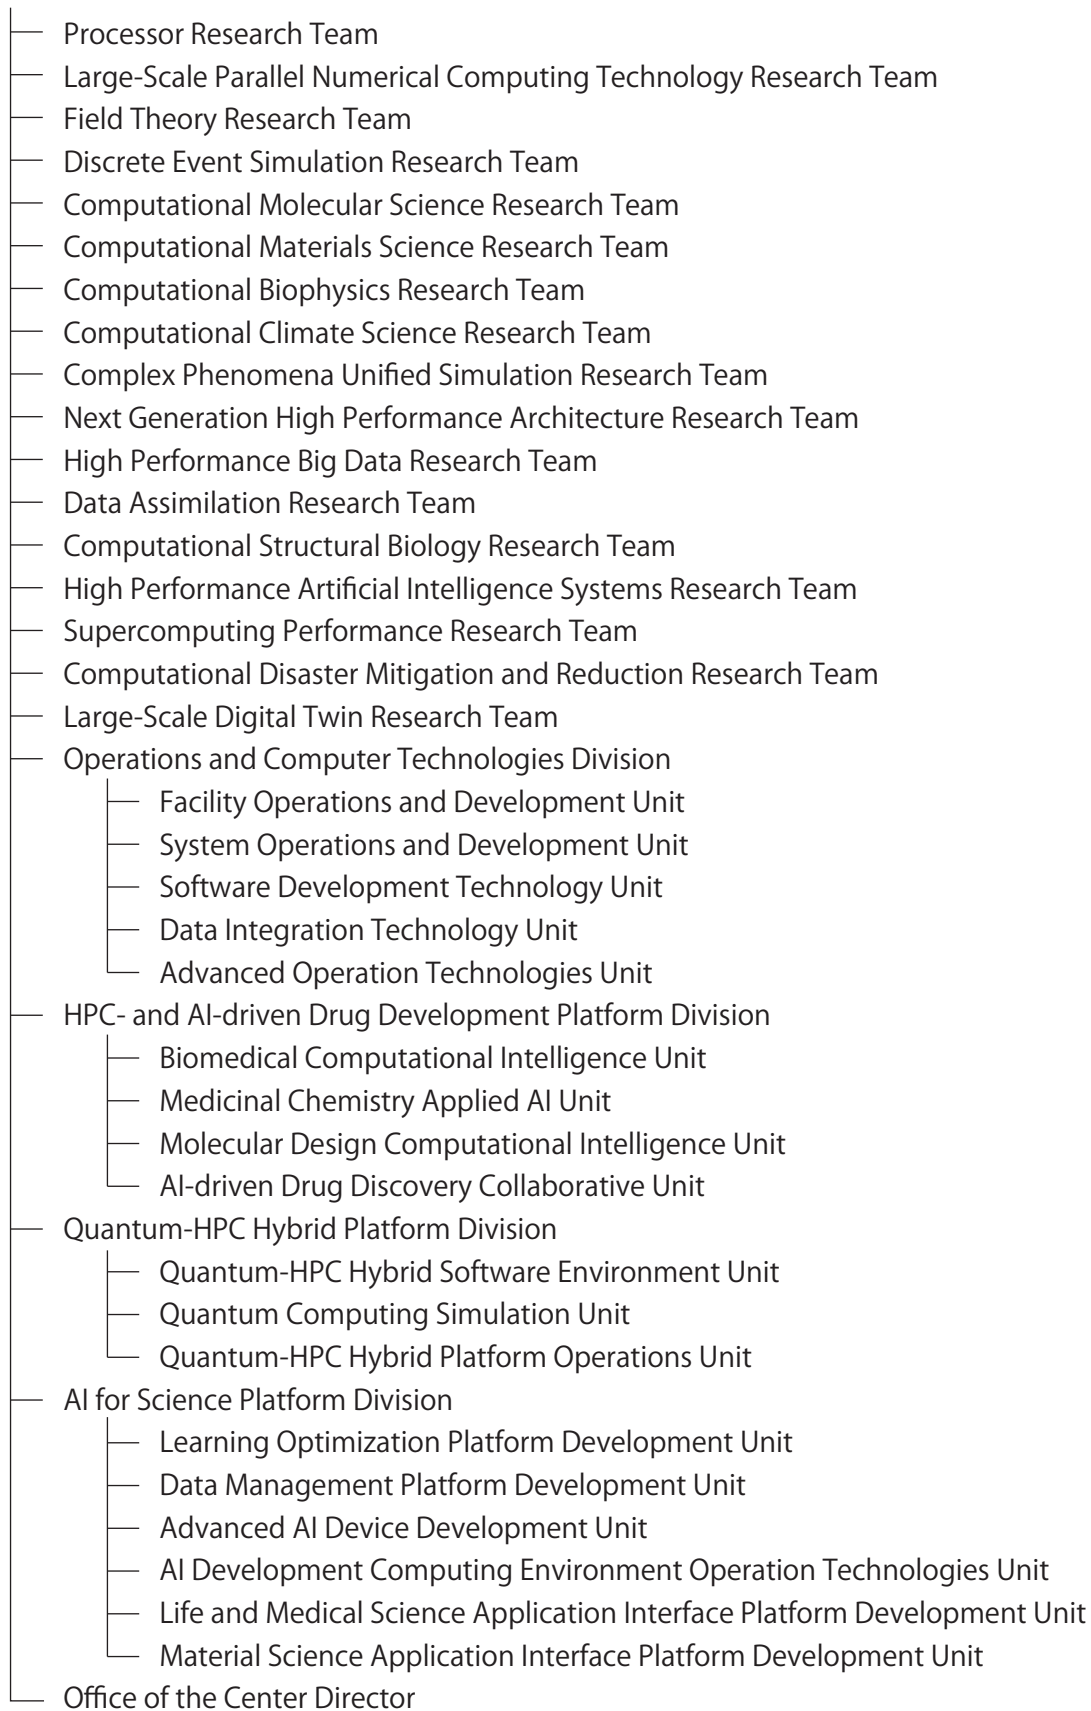 Processor Research Team
Large-Scale Parallel Numerical Computing Technology Research Team
Field Theory Research Team
Discrete Event Simulation Research Team
Computational Molecular Science Research Team
Computational Materials Science Research Team
Computational Biophysics Research Team
Computational Climate Science Research Team
Complex Phenomena Unified Simulation Research Team
Next Generation High Performance Architecture Research Team
High Performance Big Data Research Team
Data Assimilation Research Team
Computational Structural Biology Research Team
High Performance Artificial Intelligence Systems Research Team
Supercomputing Performance Research Team
Computational Disaster Mitigation and Reduction Research Team
Large-Scale Digital Twin Research Team
Operations and Computer Technologies Division
Facility Operations and Development Unit
System Operations and Development Unit
Software Development Technology Unit
Data Integration Technology Unit
Advanced Operation Technologies Unit
HPC- and AI-driven Drug Development Platform Division
Biomedical Computational Intelligence Unit
Medicinal Chemistry Applied AI Unit
Molecular Design Computational Intelligence Unit
AI-driven Drug Discovery Collaborative Unit
Quantum-HPC Hybrid Platform Division
Quantum-HPC Hybrid Software Environment Unit
Quantum Computing Simulation Unit
Quantum-HPC Hybrid Platform Operations Unit
AI for Science Platform Division
Learning Optimization Platform Development Unit
Data Management Platform Development Unit
Advanced AI Device Development Unit
AI Development Computing Environment Operation Technologies Unit
Life and Medical Science Application Interface Platform Development Unit
Material Science Application Interface Platform Development Unit
Office of the Center Director